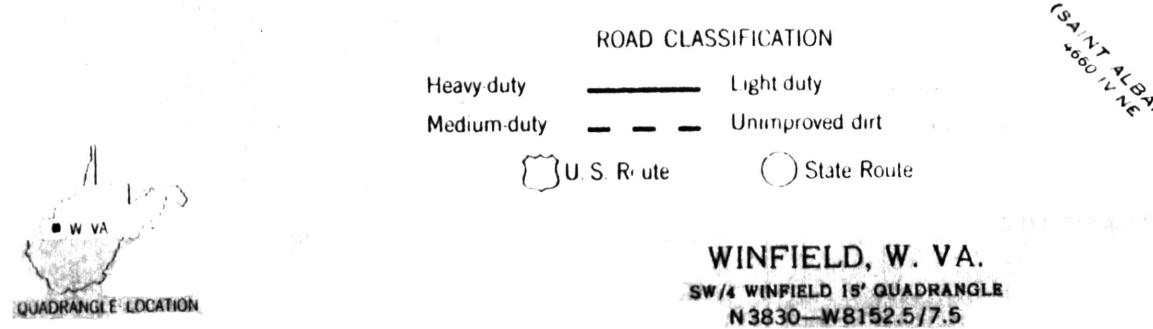 ROAD CLASSIFICATION
Heavy-duty Light duty
Medium-duty Unimproved dirt
U. S. Route State Route
(SAINT ALBA
4660 IV NE
W VA
QUADRANGLE LOCATION
WINFIELD, W. VA.
SW/4 WINFIELD 15' QUADRANGLE
N3830—W8152.5/7.5